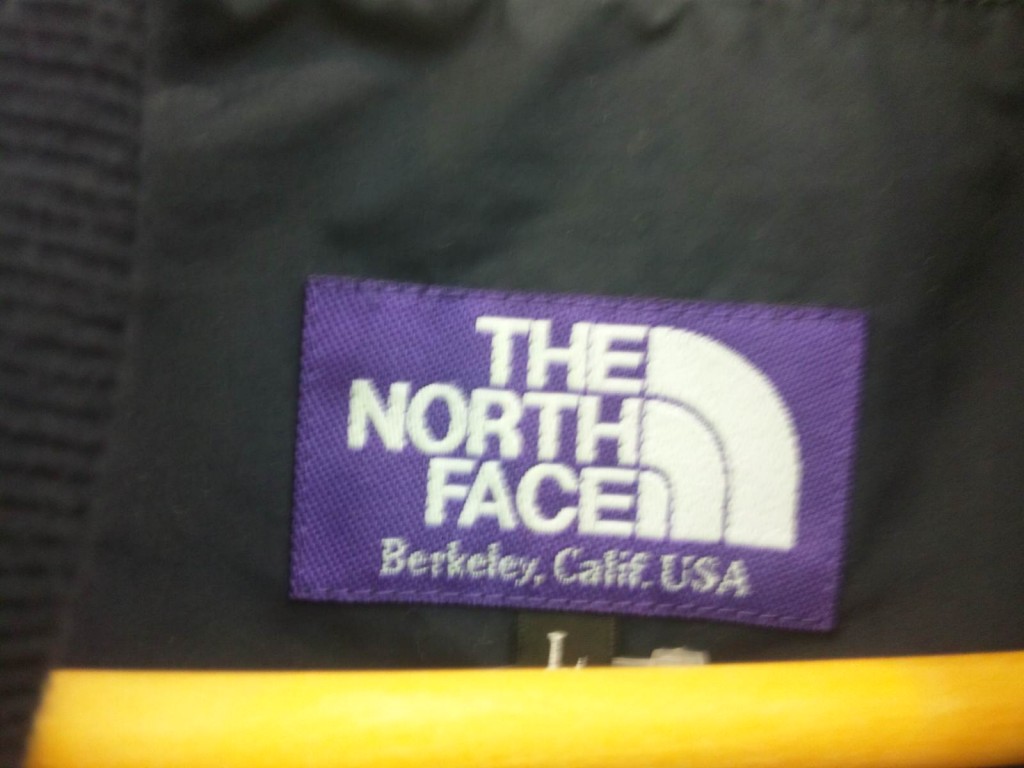 THE
NORTH
FACE
Berkeley, Calif. USA
L